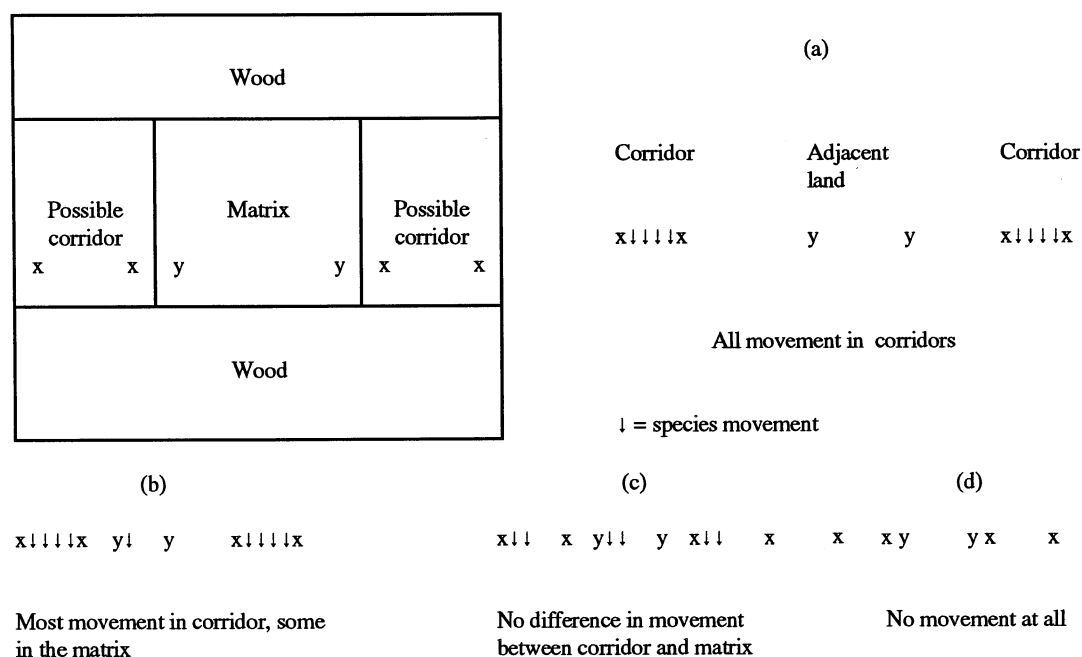 Wood
Possible
corridor
x x
Matrix
y y
Possible
corridor
x x
Wood
(a)
Corridor Adjacent Corridor
land
x↓↓↓↓x y y x↓↓↓↓x
All movement in corridors
↓ = species movement
(b)
x↓↓↓↓x y↓ y x↓↓↓↓x
Most movement in corridor, some
in the matrix
(c)
x↓↓ x y↓↓ y x↓↓ x
No difference in movement
between corridor and matrix
(d)
x x y y x x
No movement at all